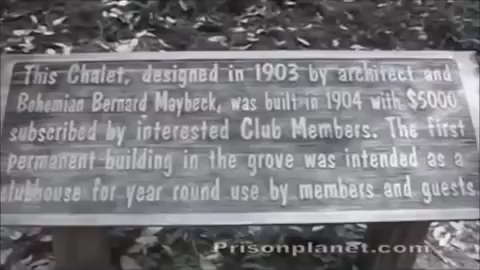 This Chalet, designed in 1903 by architect and
Bohemian Bernard Maybeck, was built in 1904 with $5000
subscribed by interested Club Members. The first
permanent building in the grove was intended as a
clubhouse for year round use by members and guests
Prisonplanet.com